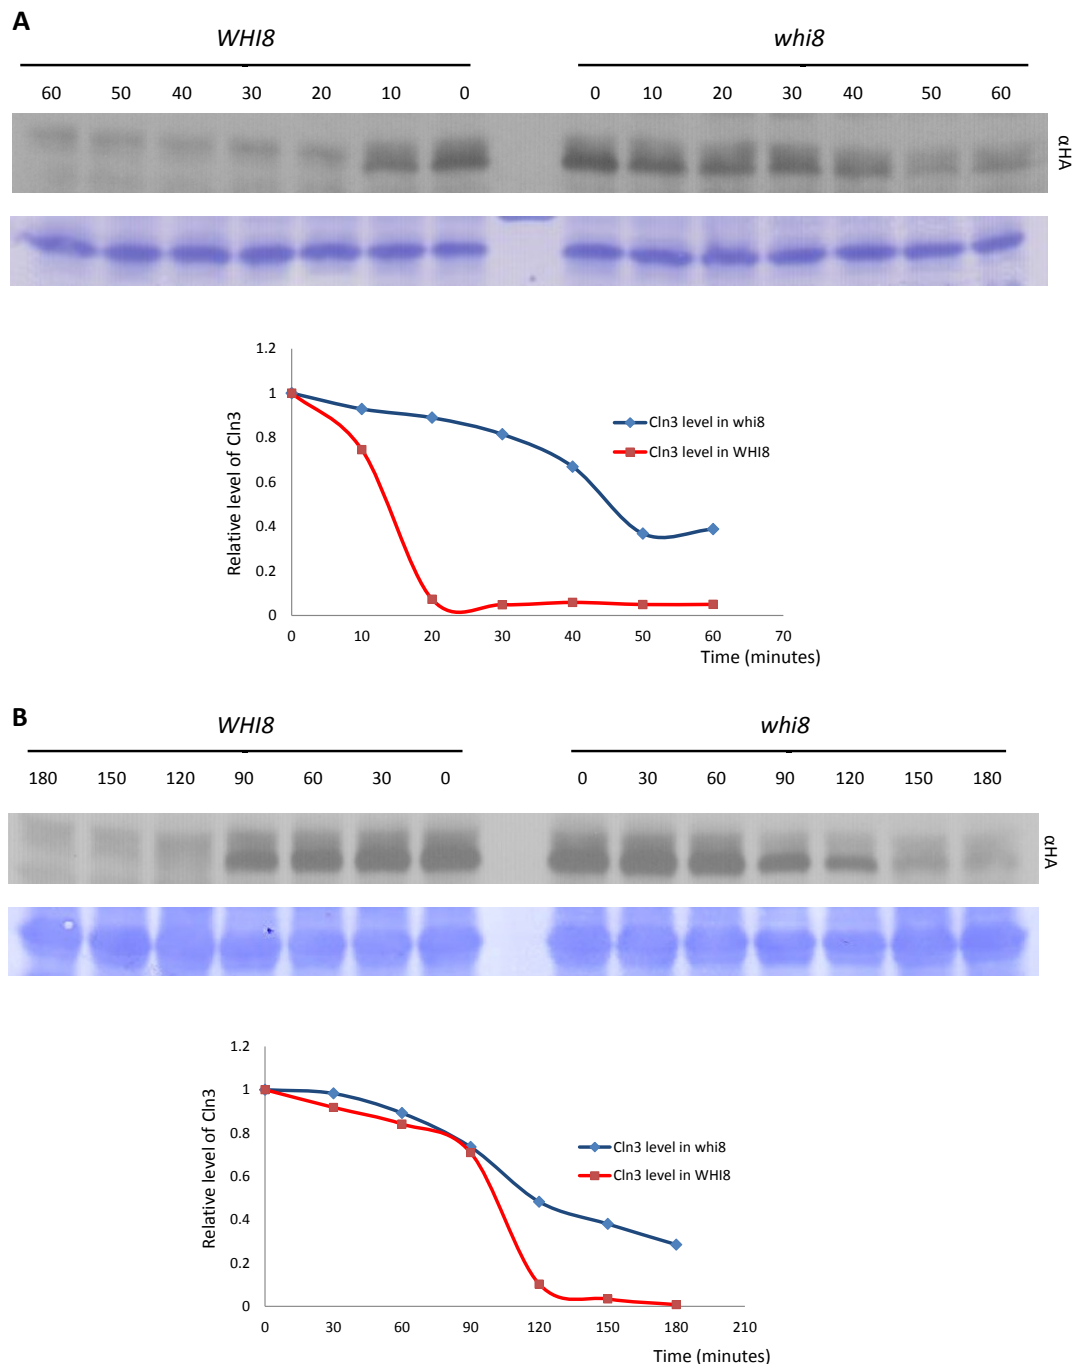 A
WHI8 whi8
60 50 40 30 20 10 0 0 10 20 30 40 50 60
αHA
1.2
1
0.8
0.6
0.4
0.2
0
Relative level of Cln3
Cln3 level in whi8
Cln3 level in WHI8
0 10 20 30 40 50 60 70
Time (minutes)
B
WHI8 whi8
180 150 120 90 60 30 0 0 30 60 90 120 150 180
αHA
1.2
1
0.8
0.6
0.4
0.2
0
Relative level of Cln3
Cln3 level in whi8
Cln3 level in WHI8
0 30 60 90 120 150 180 210
Time (minutes)